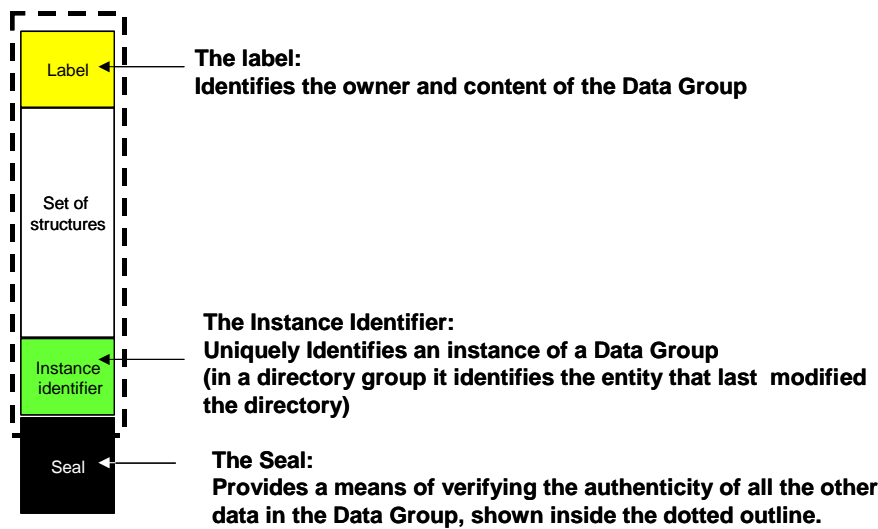 Label
The label:
Identifies the owner and content of the Data Group
Set of
structures
The Instance Identifier:
Uniquely Identifies an instance of a Data Group
(in a directory group it identifies the entity that last modified
the directory)
Instance
identifier
Seal
The Seal:
Provides a means of verifying the authenticity of all the other
data in the Data Group, shown inside the dotted outline.